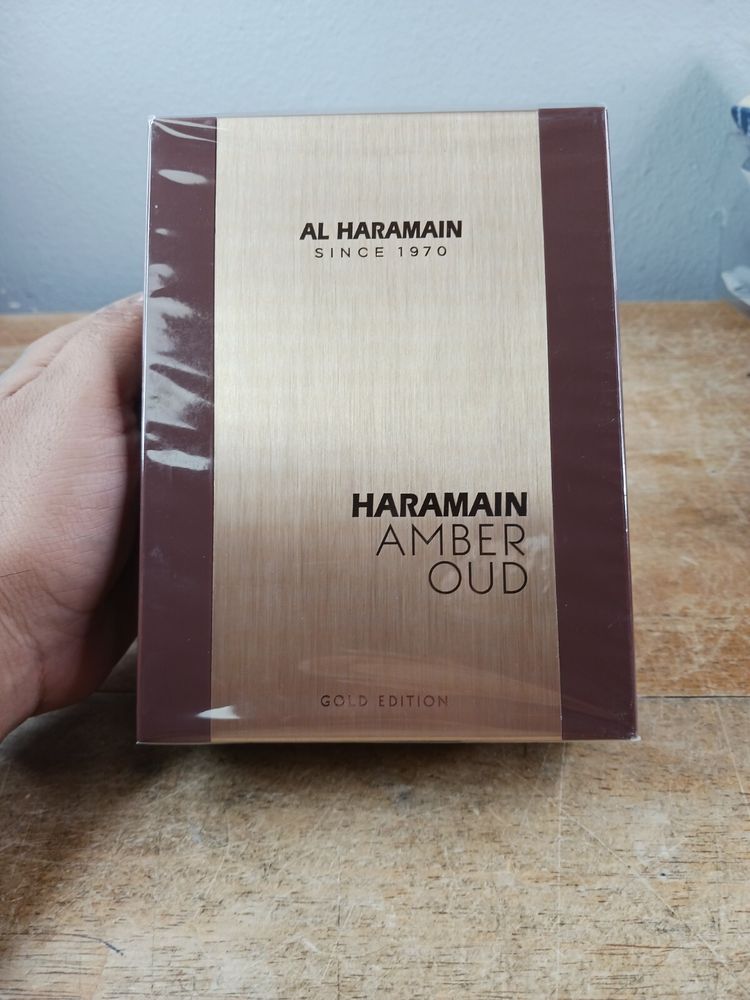 AL HARAMAIN
SINCE 1970
HARAMAIN
AMBER
OUD
GOLD EDITION